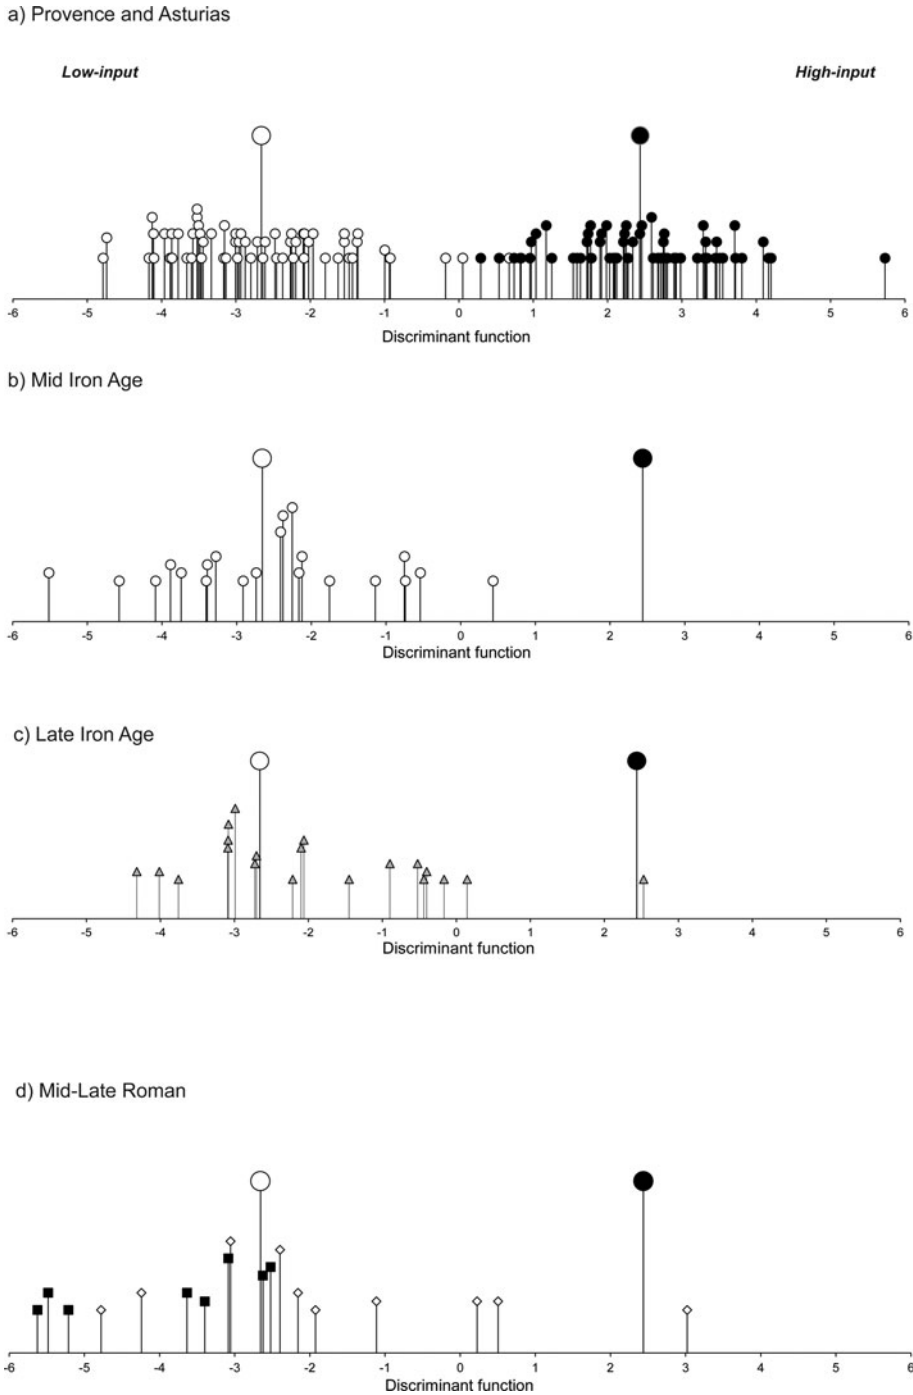 a) Provence and Asturias
Low-input High-input
-6 -5 -4 -3 -2 -1 0 1 2 3 4 5 6
Discriminant function
b) Mid Iron Age
-6 -5 -4 -3 -2 -1 0 1 2 3 4 5 6
Discriminant function
c) Late Iron Age
-6 -5 -4 -3 -2 -1 0 1 2 3 4 5 6
Discriminant function
d) Mid-Late Roman
-6 -5 -4 -3 -2 -1 0 1 2 3 4 5 6
Discriminant function